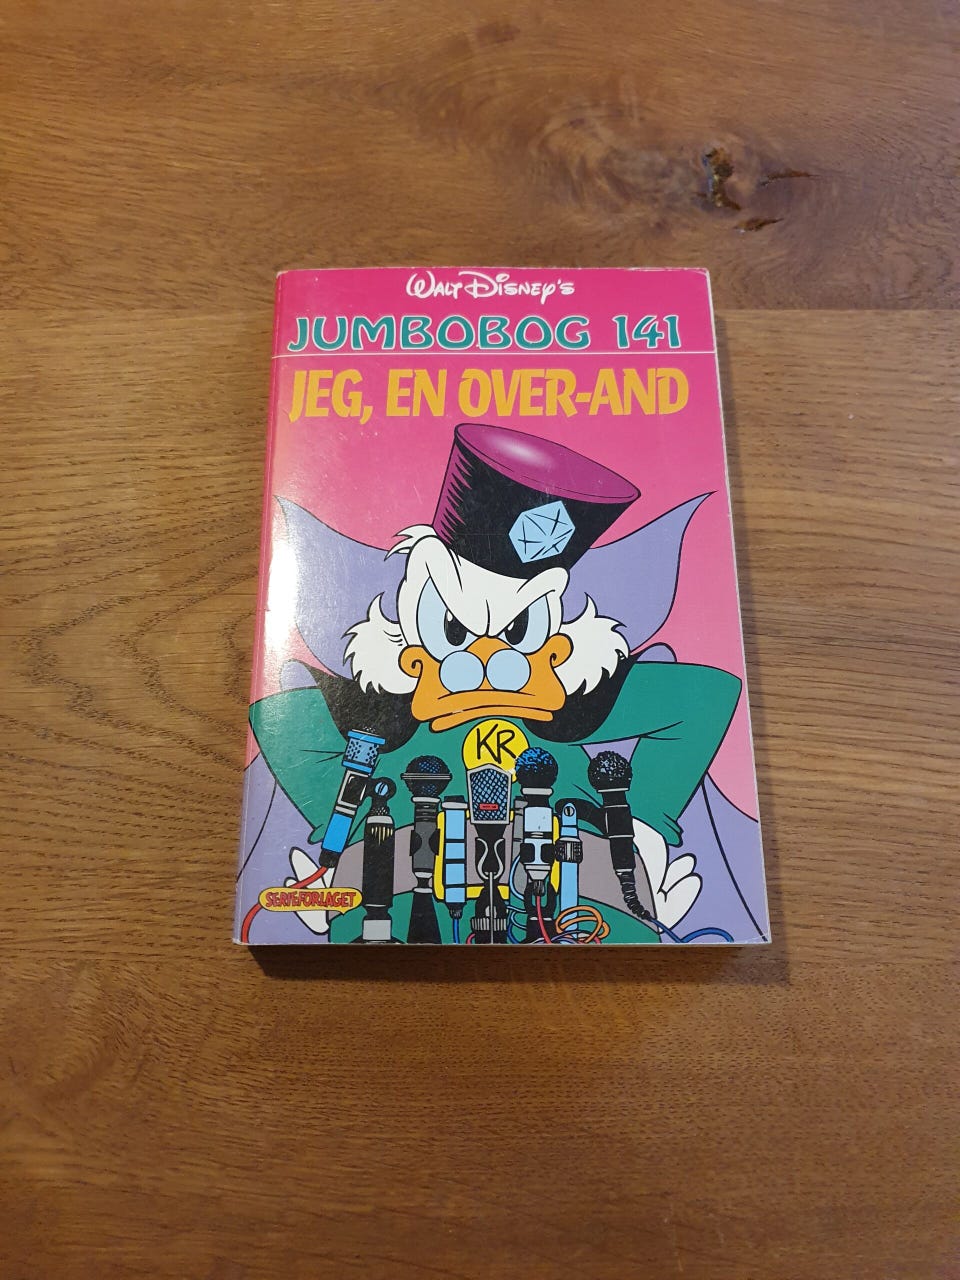 WALT DISNEY'S
JUMBOBOG 141
JEG, EN OVER-AND
KR
SERIEFORLAGET